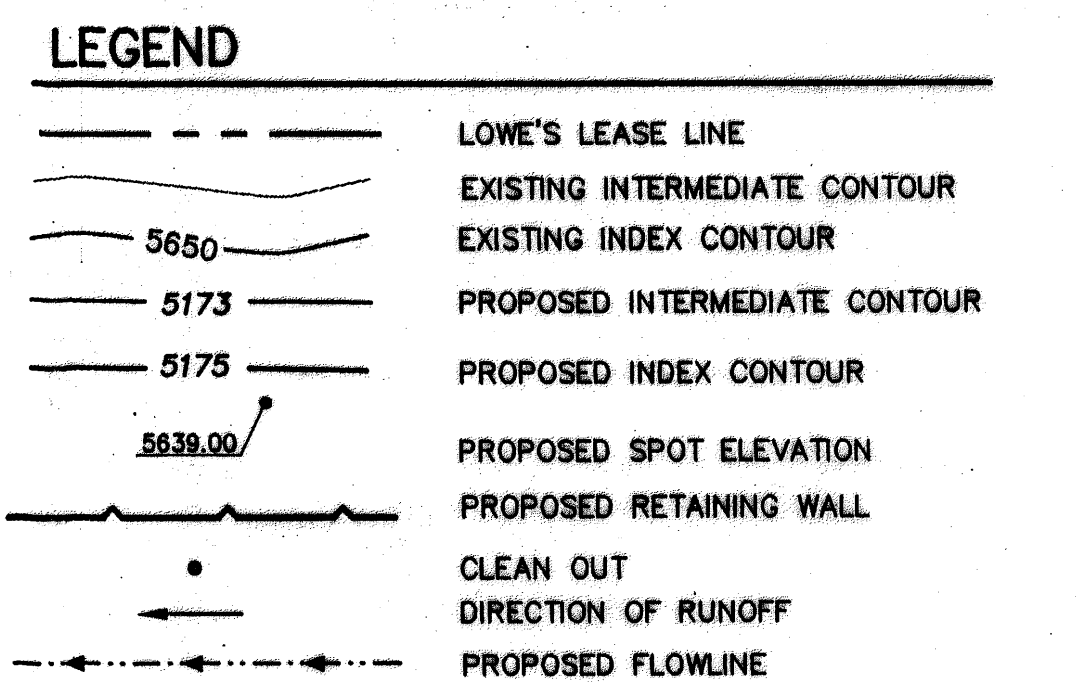 LEGEND
LOWE'S LEASE LINE
EXISTING INTERMEDIATE CONTOUR
5650 EXISTING INDEX CONTOUR
5173 PROPOSED INTERMEDIATE CONTOUR
5175 PROPOSED INDEX CONTOUR
5639.00 PROPOSED SPOT ELEVATION
PROPOSED RETAINING WALL
CLEAN OUT
DIRECTION OF RUNOFF
PROPOSED FLOWLINE